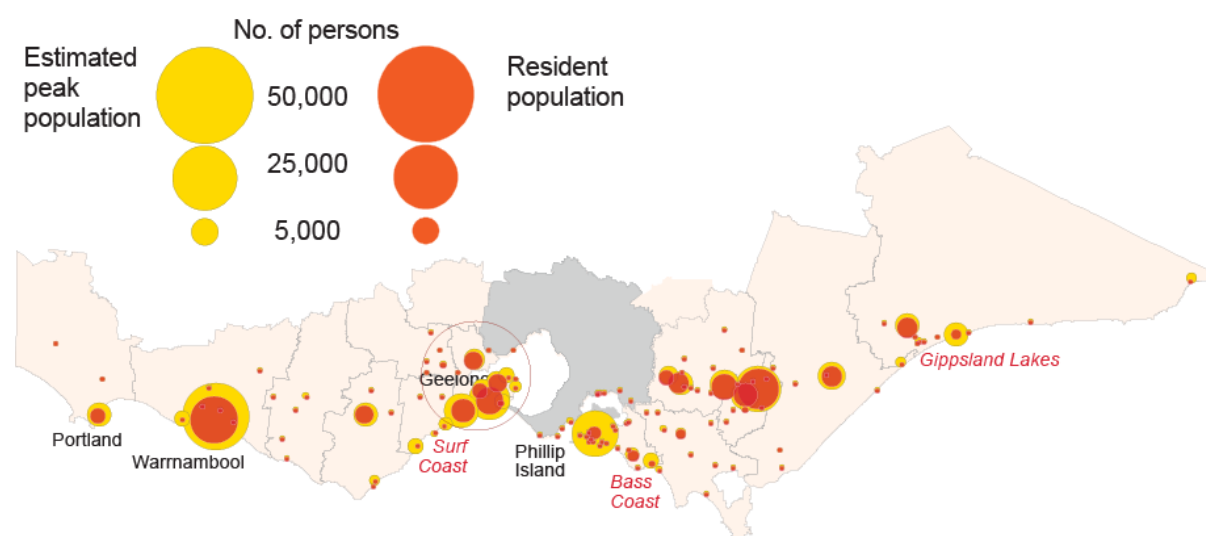 No. of persons
Estimated
peak
population
Resident
population
50,000
25,000
5,000
Portland
Warrnambool
Geelong
Surf
Coast
Phillip
Island
Bass
Coast
Gippsland Lakes